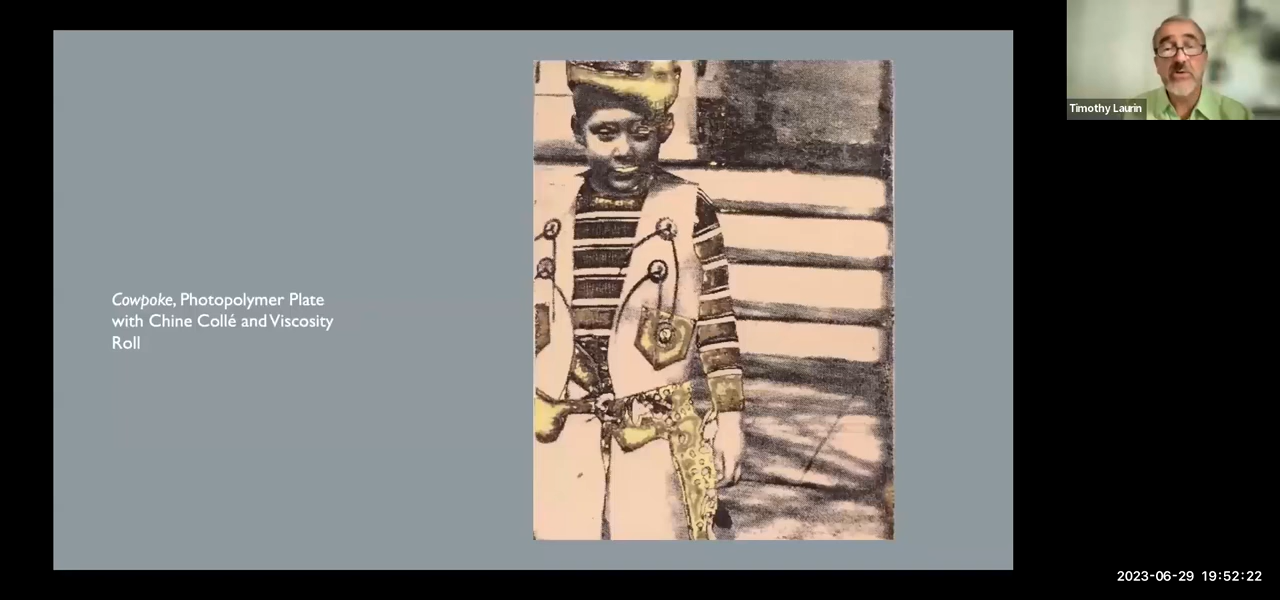 Cowpoke, Photopolymer Plate
with Chine Collé and Viscosity
Roll
Timothy Laurin
2023-06-29 19:52:22